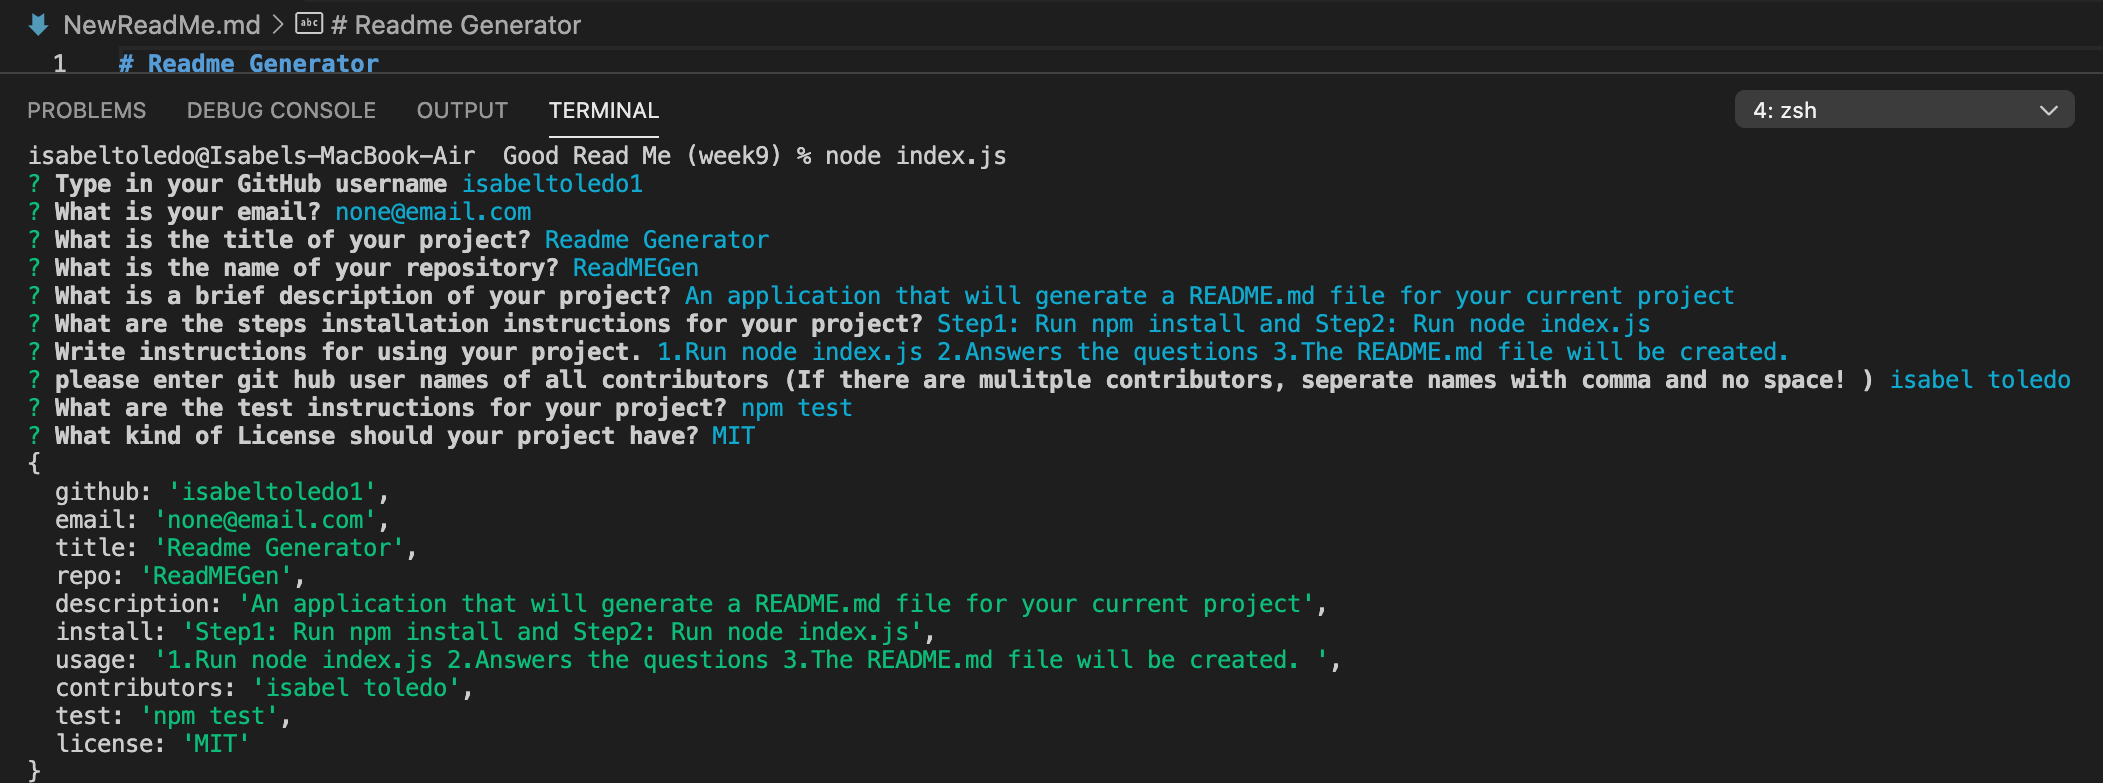 NewReadMe.md > abc # Readme Generator
1 # Readme Generator
PROBLEMS DEBUG CONSOLE OUTPUT TERMINAL 4: zsh
isabeltoledo@Isabels-MacBook-Air Good Read Me (week9) % node index.js
? Type in your GitHub username isabeltoledo1
? What is your email? none@email.com
? What is the title of your project? Readme Generator
? What is the name of your repository? ReadMEGen
? What is a brief description of your project? An application that will generate a README.md file for your current project
? What are the steps installation instructions for your project? Step1: Run npm install and Step2: Run node index.js
? Write instructions for using your project. 1.Run node index.js 2.Answers the questions 3.The README.md file will be created.
? please enter git hub user names of all contributors (If there are mulitple contributors, seperate names with comma and no space! ) isabel toledo
? What are the test instructions for your project? npm test
? What kind of License should your project have? MIT
{
  github: 'isabeltoledo1',
  email: 'none@email.com',
  title: 'Readme Generator',
  repo: 'ReadMEGen',
  description: 'An application that will generate a README.md file for your current project',
  install: 'Step1: Run npm install and Step2: Run node index.js',
  usage: '1.Run node index.js 2.Answers the questions 3.The README.md file will be created. ',
  contributors: 'isabel toledo',
  test: 'npm test',
  license: 'MIT'
}